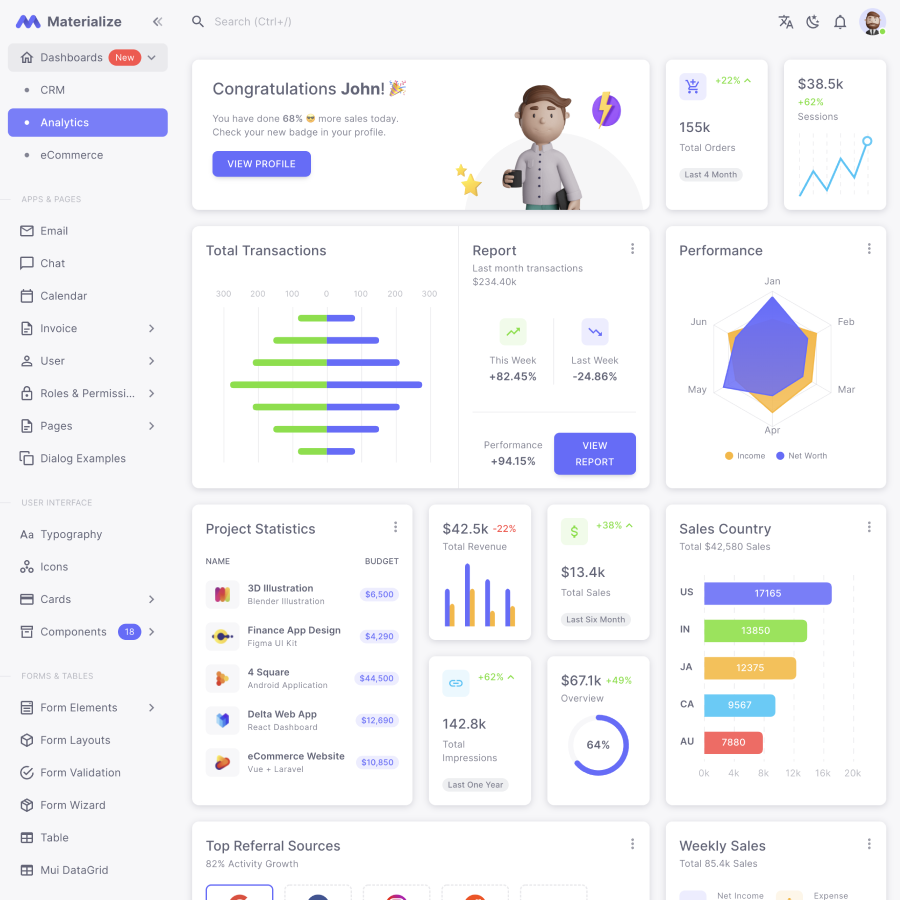 Materialize
Search (Ctrl+/)
Dashboards New
CRM
Analytics
eCommerce
APPS & PAGES
Email
Chat
Calendar
Invoice
User
Roles & Permissi...
Pages
Dialog Examples
USER INTERFACE
Aa Typography
Icons
Cards
Components 18
FORMS & TABLES
Form Elements
Form Layouts
Form Validation
Form Wizard
Table
Mui DataGrid
Congratulations John! 🎉
You have done 68% 😎 more sales today.
Check your new badge in your profile.
VIEW PROFILE
+22%
155k
Total Orders
Last 4 Month
$38.5k
+62%
Sessions
Total Transactions
300 200 100 0 100 200 300
Report
Last month transactions
$234.40k
This Week
+82.45%
Last Week
-24.86%
Performance
+94.15%
VIEW
REPORT
Performance
Jan
Feb
Mar
Apr
May
Jun
Income Net Worth
Project Statistics
NAME BUDGET
3D Illustration
Blender Illustration
$6,500
Finance App Design
Figma UI Kit
$4,290
4 Square
Android Application
$44,500
Delta Web App
React Dashboard
$12,690
eCommerce Website
Vue + Laravel
$10,850
$42.5k -22%
Total Revenue
$ +38%
$13.4k
Total Sales
Last Six Month
+62%
142.8k
Total
Impressions
Last One Year
$67.1k +49%
Overview
64%
Sales Country
Total $42,580 Sales
US 17165
IN 13850
JA 12375
CA 9567
AU 7880
0k 4k 8k 12k 16k 20k
Top Referral Sources
82% Activity Growth
Weekly Sales
Total 85.4k Sales
Net Income
Expense